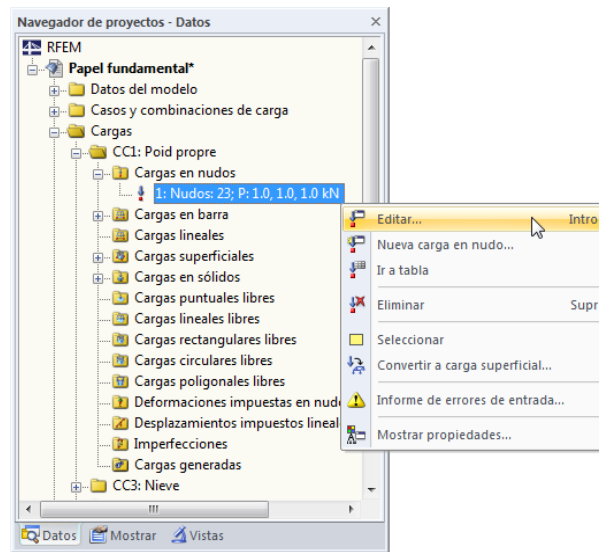 Navegador de proyectos - Datos
RFEM
Papel fundamental*
Datos del modelo
Casos y combinaciones de carga
Cargas
CC1: Poid propre
Cargas en nudos
1: Nudos: 23; P: 1.0, 1.0, 1.0 kN
Cargas en barra
Cargas lineales
Cargas superficiales
Cargas en sólidos
Cargas puntuales libres
Cargas lineales libres
Cargas rectangulares libres
Cargas circulares libres
Cargas poligonales libres
Deformaciones impuestas en nudo
Desplazamientos impuestos lineal
Imperfecciones
Cargas generadas
CC3: Nieve
Datos Mostrar Vistas
Editar... Intro
Nueva carga en nudo...
Ir a tabla
Eliminar Supr
Seleccionar
Convertir a carga superficial...
Informe de errores de entrada...
Mostrar propiedades...